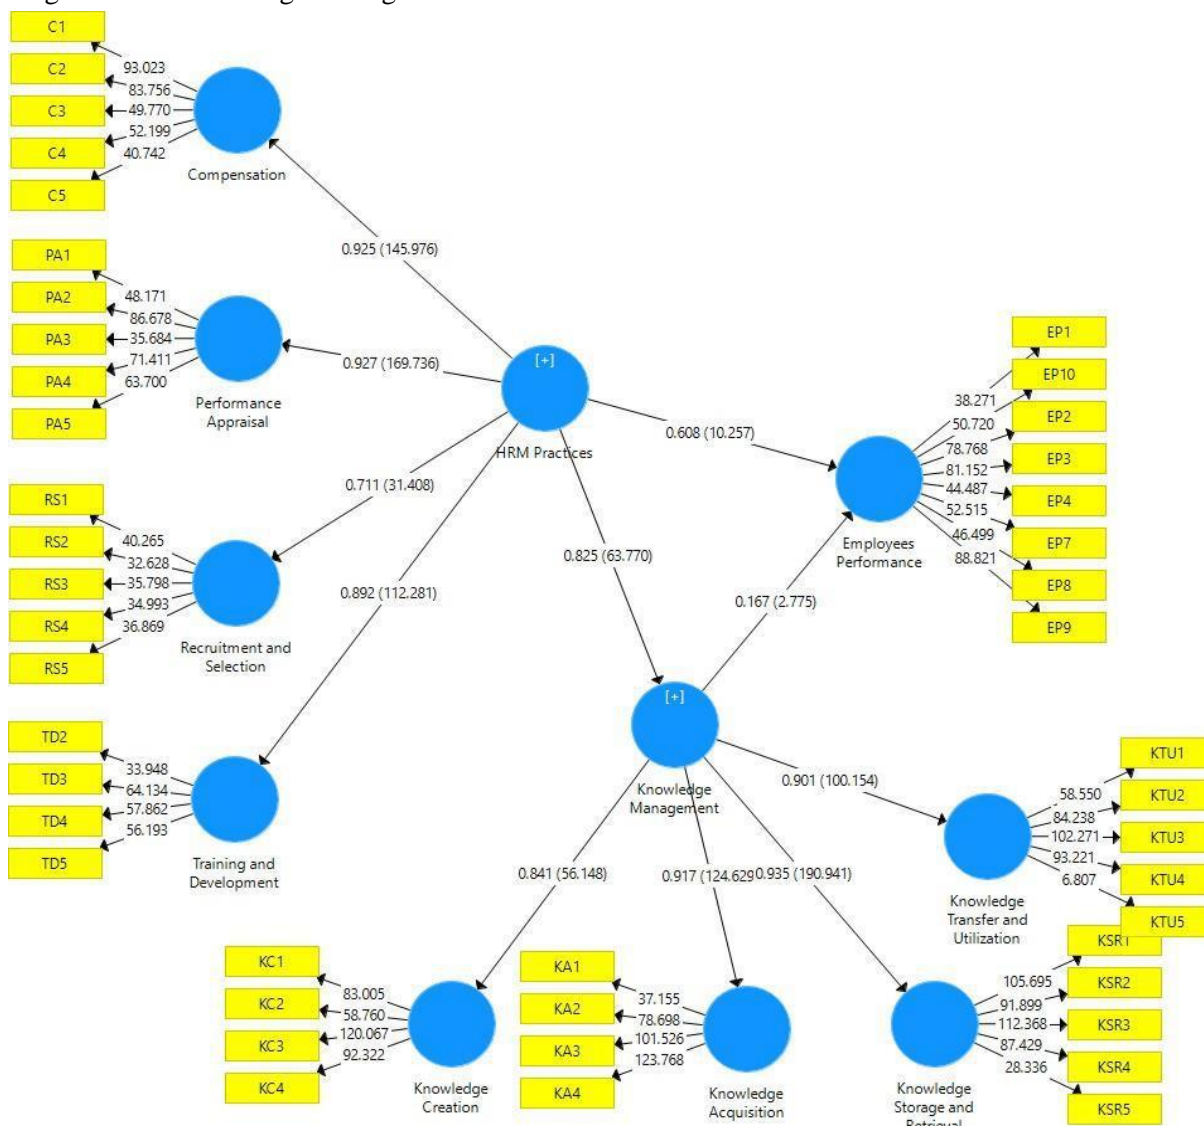 C1
C2
C3
C4
C5
93.023
83.756
49.770
52.199
40.742
Compensation
0.925 (145.976)
PA1
PA2
PA3
PA4
PA5
48.171
86.678
35.684
71.411
63.700
Performance
Appraisal
0.927 (169.736)
[+]
HRM Practices
0.608 (10.257)
EP1
EP10
EP2
EP3
EP4
EP7
EP8
EP9
38.271
50.720
78.768
81.152
44.487
52.515
46.499
88.821
Employees
Performance
RS1
RS2
RS3
RS4
RS5
40.265
32.628
35.798
34.993
36.869
Recruitment and
Selection
0.711 (31.408)
0.892 (112.281)
0.825 (63.770)
0.167 (2.775)
TD2
TD3
TD4
TD5
33.948
64.134
57.862
56.193
Training and
Development
[+]
Knowledge
Management
0.901 (100.154)
KTU1
KTU2
KTU3
KTU4
KTU5
58.550
84.238
102.271
93.221
6.807
Knowledge
Transfer and
Utilization
0.841 (56.148)
0.917 (124.629
0.935 (190.941)
KC1
KC2
KC3
KC4
83.005
58.760
120.067
92.322
Knowledge
Creation
KA1
KA2
KA3
KA4
37.155
78.698
101.526
123.768
Knowledge
Acquisition
KSR1
KSR2
KSR3
KSR4
KSR5
105.695
91.899
112.368
87.429
28.336
Knowledge
Storage and
Retrieval